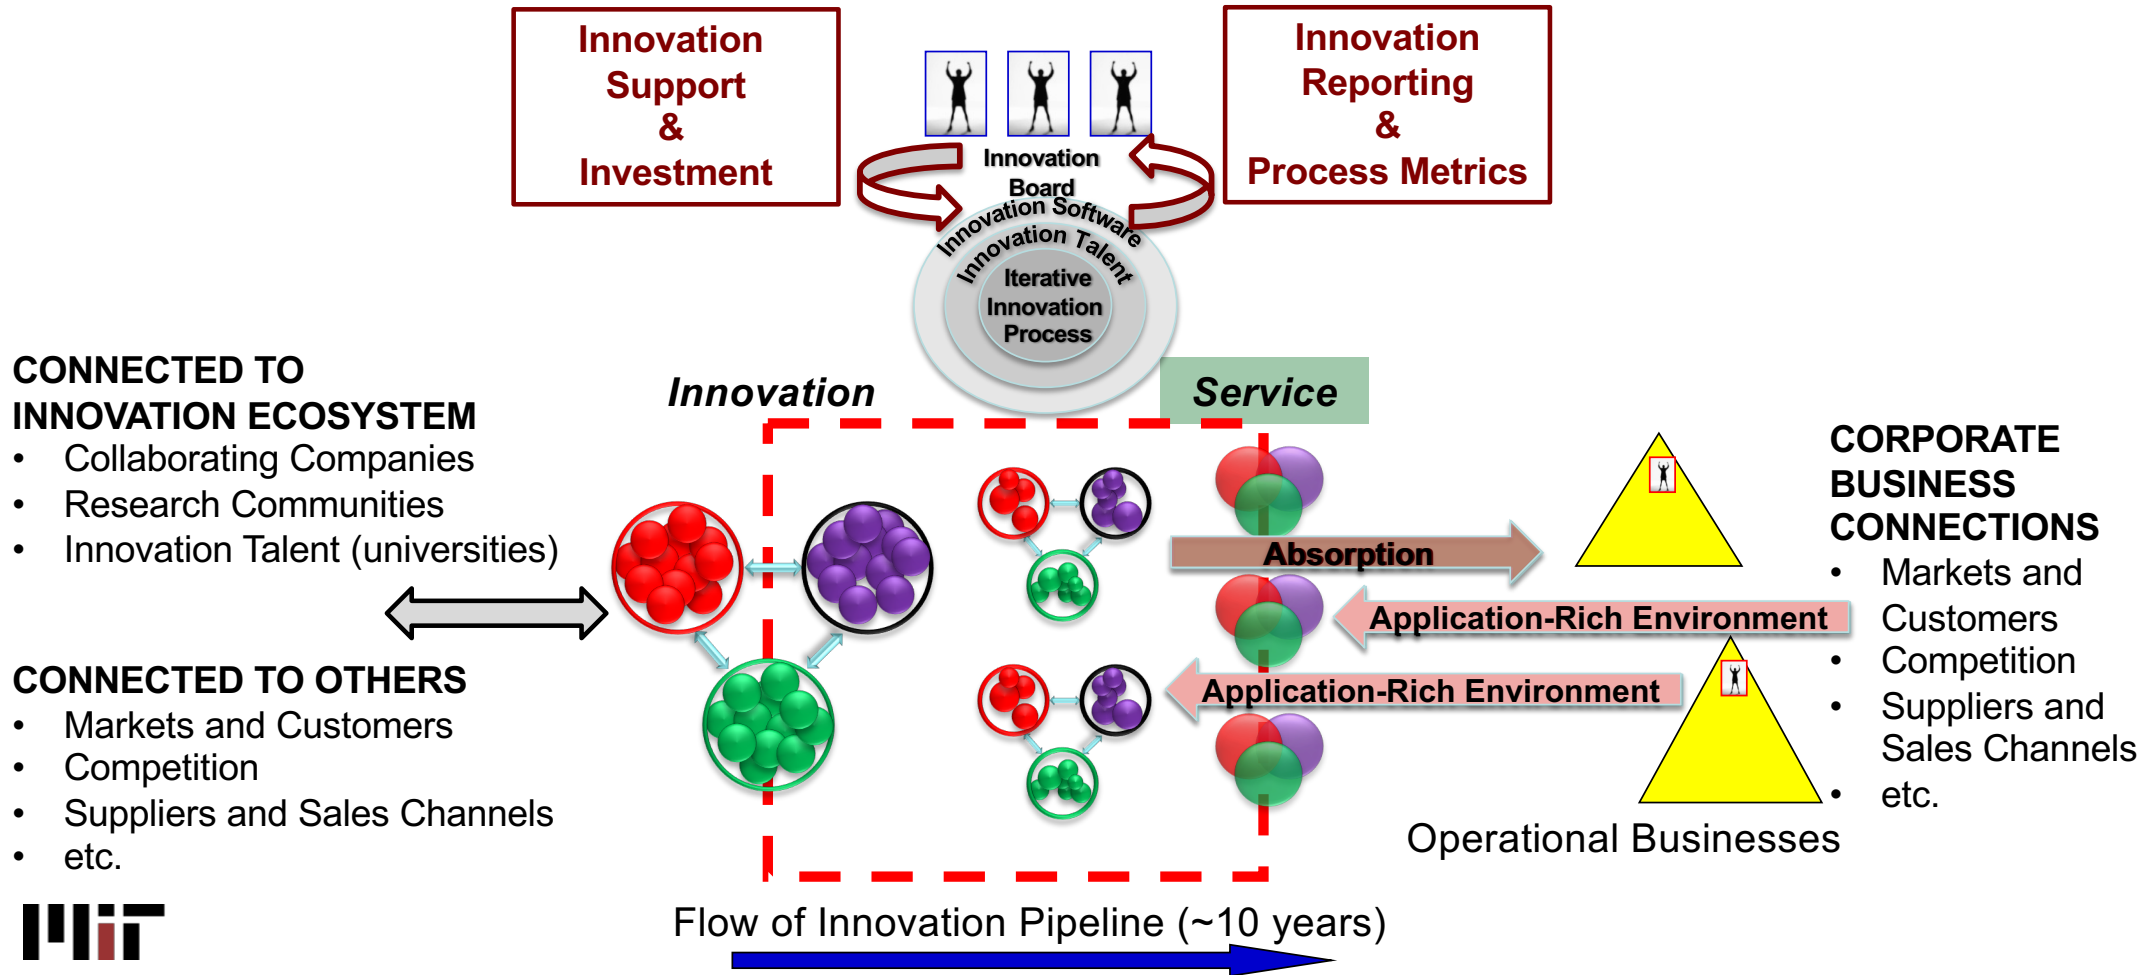 Innovation
Support
&
Investment
Innovation
Board
Innovation
Reporting
&
Process Metrics
Innovation Software
Innovation Talent
Iterative
Innovation
Process
CONNECTED TO
INNOVATION ECOSYSTEM
• Collaborating Companies
• Research Communities
• Innovation Talent (universities)
CONNECTED TO OTHERS
• Markets and Customers
• Competition
• Suppliers and Sales Channels
• etc.
Innovation
Service
Absorption
Application-Rich Environment
Application-Rich Environment
CORPORATE
BUSINESS
CONNECTIONS
• Markets and
Customers
• Competition
• Suppliers and
Sales Channels
• etc.
Operational Businesses
Flow of Innovation Pipeline (~10 years)
MIT